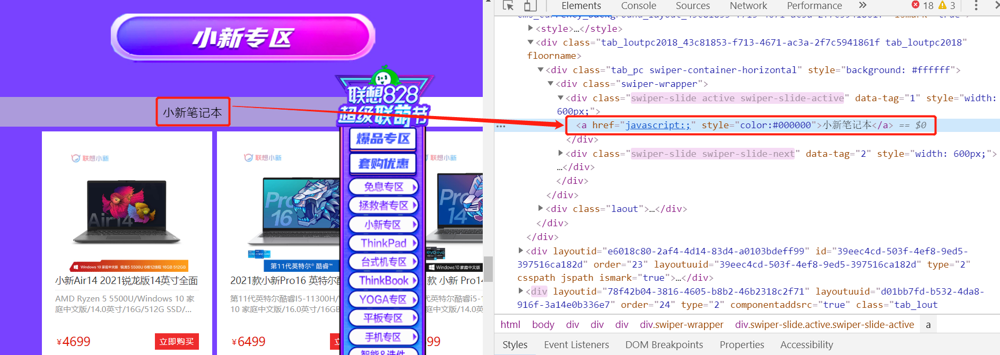 小新专区
联想828
超级联萌节
小新笔记本
爆品专区
套购优惠
免息专区
拯救者专区
小新专区
ThinkPad
台式机专区
ThinkBook
YOGA专区
平板专区
手机专区
智能&选件
联想小新
Air14
Windows 10 家庭中文版 锐龙5 5500U 6核12线程 16GB 512GB
小新Air14 2021锐龙版14英寸全面
AMD Ryzen 5 5500U/Windows 10 家
庭中文版/14.0英寸/16G/512G SSD/...
¥4699
立即购买
联想小新
Pro
16
第11代英特尔® 酷睿™
2021款小新Pro16 英特尔酷
第11代英特尔酷睿I5-11300H/
10 家庭中文版/16.0英寸/16GB
¥6499
立
联想小新
Pro
14
evo
Windows10 家庭中文版
款 小新 Pro14
代英特尔酷睿i5-1
庭中文版/14.0英
99
Elements
Console
Sources
Network
Performance
18
3
<style>…</style>
<div class="tab_loutpc2018_43c81853-f713-4671-ac3a-2f7c5941861f tab_loutpc2018"
floorname>
<div class="tab_pc swiper-container-horizontal" style="background: #ffffff">
<div class="swiper-wrapper">
<div class="swiper-slide active swiper-slide-active" data-tag="1" style="width:
600px;">
<a href="javascript:;" style="color:#000000">小新笔记本</a> == $0
</div>
<div class="swiper-slide swiper-slide-next" data-tag="2" style="width: 600px;">
…</div>
</div>
</div>
<div class="laout">…</div>
</div>
</div>
<div layoutid="e6018c80-2af4-4d14-83d4-a0103bdeff99" id="39eec4cd-503f-4ef8-9ed5-
397516ca182d" order="23" layoutuuid="39eec4cd-503f-4ef8-9ed5-397516ca182d" type="2"
csspath jspath ismark="true">…</div>
<div layoutid="78f42b04-3816-4605-b8b2-46b2318c2f71" layoutuuid="d01bb7fd-b532-4da8-
916f-3a14e0b336e7" order="24" type="2" componentaddsrc="true" class="tab_lout
html body div div div div.swiper-wrapper div.swiper-slide.active.swiper-slide-active a
Styles
Event Listeners
DOM Breakpoints
Properties
Accessibility